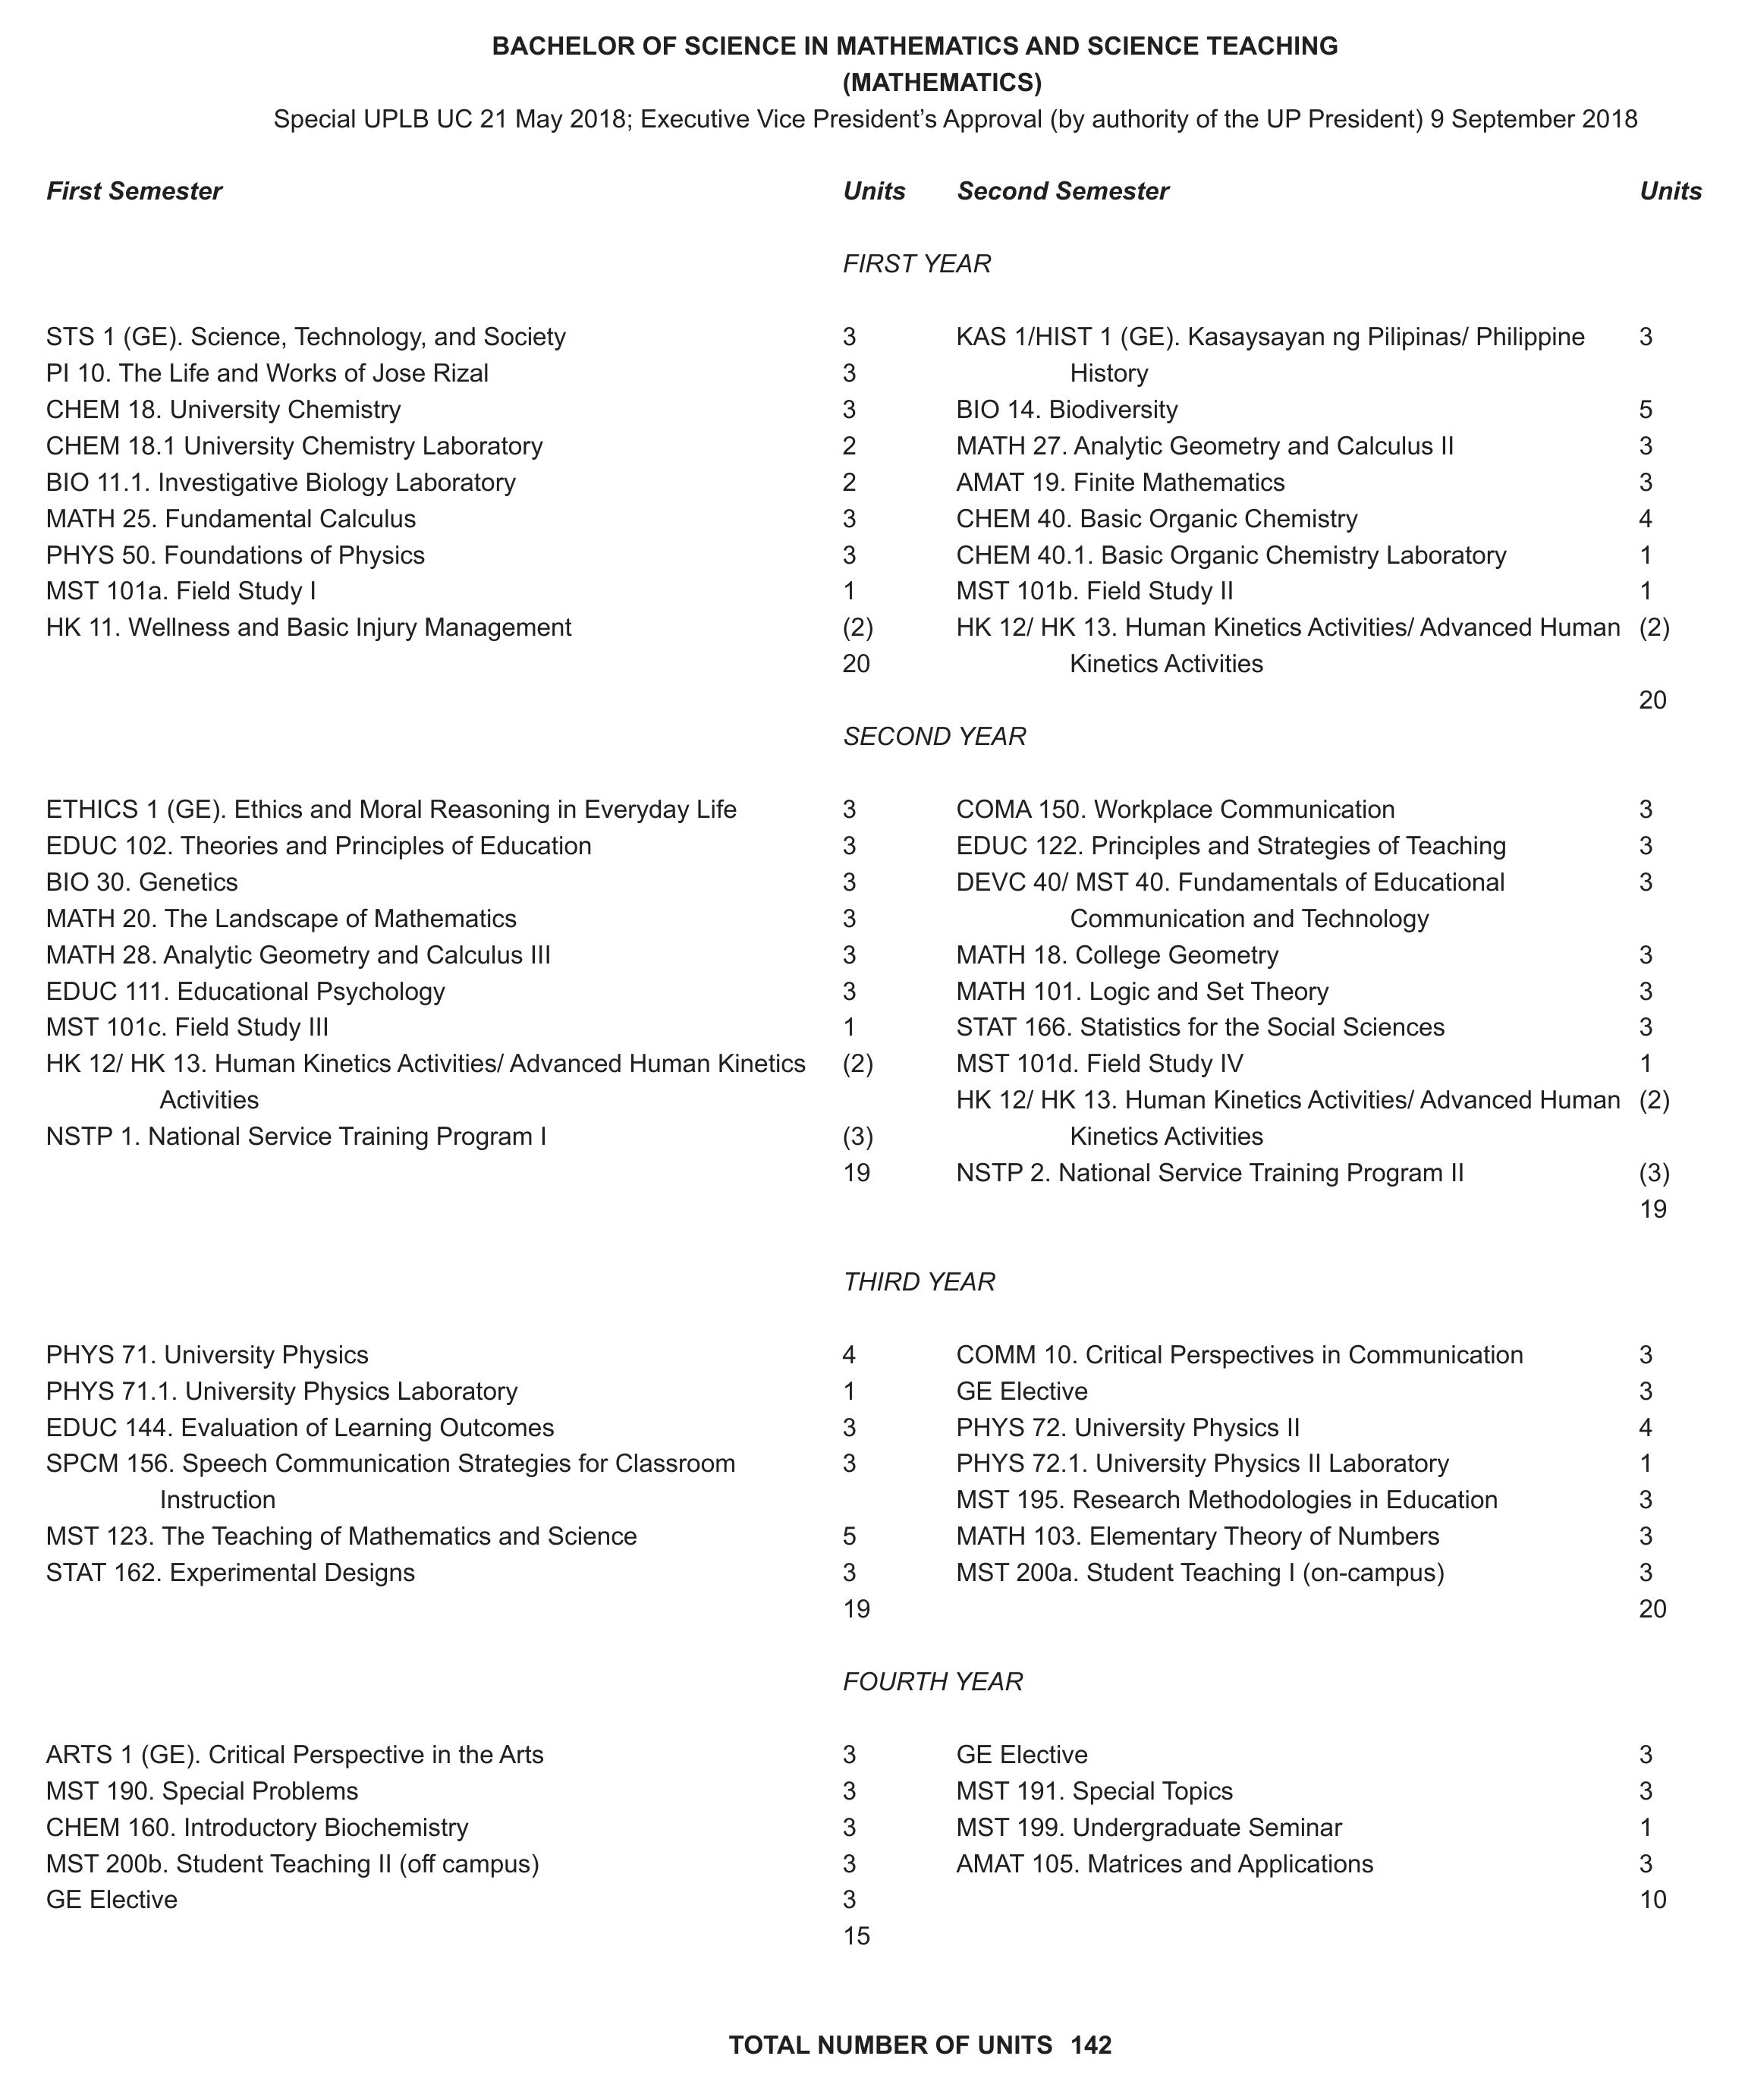 BACHELOR OF SCIENCE IN MATHEMATICS AND SCIENCE TEACHING
(MATHEMATICS)
Special UPLB UC 21 May 2018; Executive Vice President’s Approval (by authority of the UP President) 9 September 2018
First Semester Units Second Semester Units
FIRST YEAR
STS 1 (GE). Science, Technology, and Society 3 KAS 1/HIST 1 (GE). Kasaysayan ng Pilipinas/ Philippine 3
PI 10. The Life and Works of Jose Rizal 3 History
CHEM 18. University Chemistry 3 BIO 14. Biodiversity 5
CHEM 18.1 University Chemistry Laboratory 2 MATH 27. Analytic Geometry and Calculus II 3
BIO 11.1. Investigative Biology Laboratory 2 AMAT 19. Finite Mathematics 3
MATH 25. Fundamental Calculus 3 CHEM 40. Basic Organic Chemistry 4
PHYS 50. Foundations of Physics 3 CHEM 40.1. Basic Organic Chemistry Laboratory 1
MST 101a. Field Study I 1 MST 101b. Field Study II 1
HK 11. Wellness and Basic Injury Management (2) HK 12/ HK 13. Human Kinetics Activities/ Advanced Human (2)
20 Kinetics Activities
20
SECOND YEAR
ETHICS 1 (GE). Ethics and Moral Reasoning in Everyday Life 3 COMA 150. Workplace Communication 3
EDUC 102. Theories and Principles of Education 3 EDUC 122. Principles and Strategies of Teaching 3
BIO 30. Genetics 3 DEVC 40/ MST 40. Fundamentals of Educational 3
MATH 20. The Landscape of Mathematics 3 Communication and Technology
MATH 28. Analytic Geometry and Calculus III 3 MATH 18. College Geometry 3
EDUC 111. Educational Psychology 3 MATH 101. Logic and Set Theory 3
MST 101c. Field Study III 1 STAT 166. Statistics for the Social Sciences 3
HK 12/ HK 13. Human Kinetics Activities/ Advanced Human Kinetics (2) MST 101d. Field Study IV 1
Activities HK 12/ HK 13. Human Kinetics Activities/ Advanced Human (2)
NSTP 1. National Service Training Program I (3) Kinetics Activities
19 NSTP 2. National Service Training Program II (3)
19
THIRD YEAR
PHYS 71. University Physics 4 COMM 10. Critical Perspectives in Communication 3
PHYS 71.1. University Physics Laboratory 1 GE Elective 3
EDUC 144. Evaluation of Learning Outcomes 3 PHYS 72. University Physics II 4
SPCM 156. Speech Communication Strategies for Classroom 3 PHYS 72.1. University Physics II Laboratory 1
Instruction MST 195. Research Methodologies in Education 3
MST 123. The Teaching of Mathematics and Science 5 MATH 103. Elementary Theory of Numbers 3
STAT 162. Experimental Designs 3 MST 200a. Student Teaching I (on-campus) 3
19 20
FOURTH YEAR
ARTS 1 (GE). Critical Perspective in the Arts 3 GE Elective 3
MST 190. Special Problems 3 MST 191. Special Topics 3
CHEM 160. Introductory Biochemistry 3 MST 199. Undergraduate Seminar 1
MST 200b. Student Teaching II (off campus) 3 AMAT 105. Matrices and Applications 3
GE Elective 3 10
15
TOTAL NUMBER OF UNITS 142